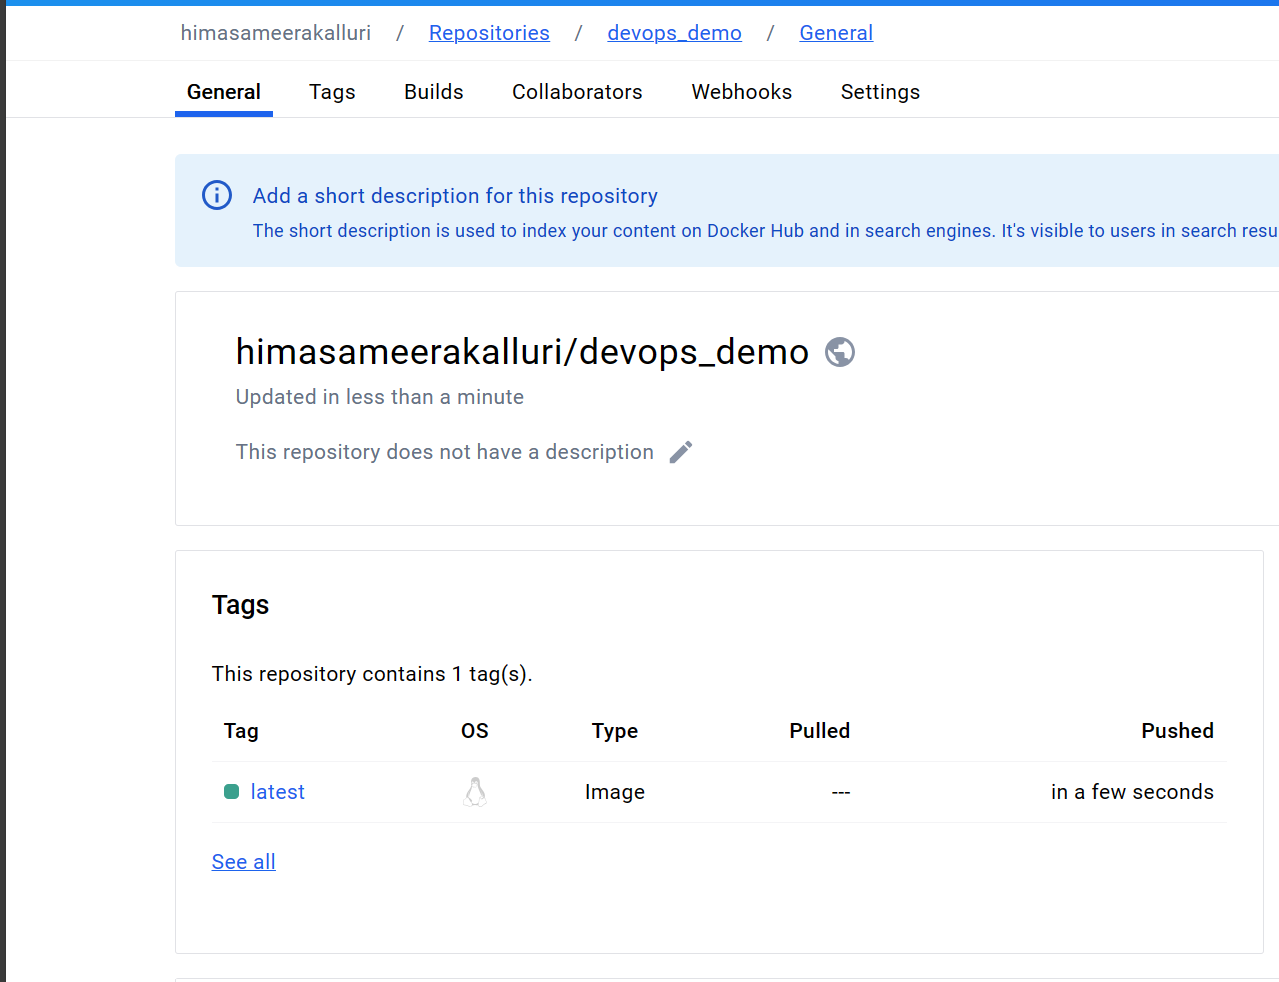 himasameerakalluri / Repositories / devops_demo / General
General Tags Builds Collaborators Webhooks Settings
Add a short description for this repository
The short description is used to index your content on Docker Hub and in search engines. It's visible to users in search resu
himasameerakalluri/devops_demo
Updated in less than a minute
This repository does not have a description
Tags
This repository contains 1 tag(s).
Tag OS Type Pulled Pushed
latest Image --- in a few seconds
See all